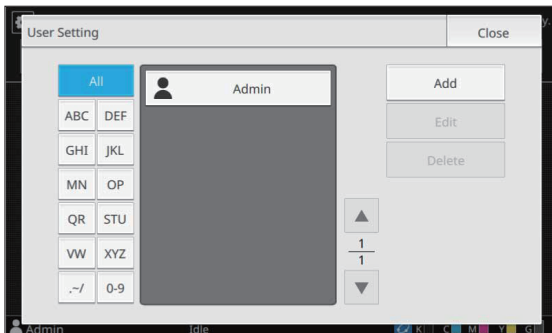 User Setting
Close
All
Admin
Add
ABC
DEF
Edit
GHI
JKL
Delete
MN
OP
QR
STU
1
VW
XYZ
1
.~/
0-9
Admin
Idle
K
C
M
Y
G